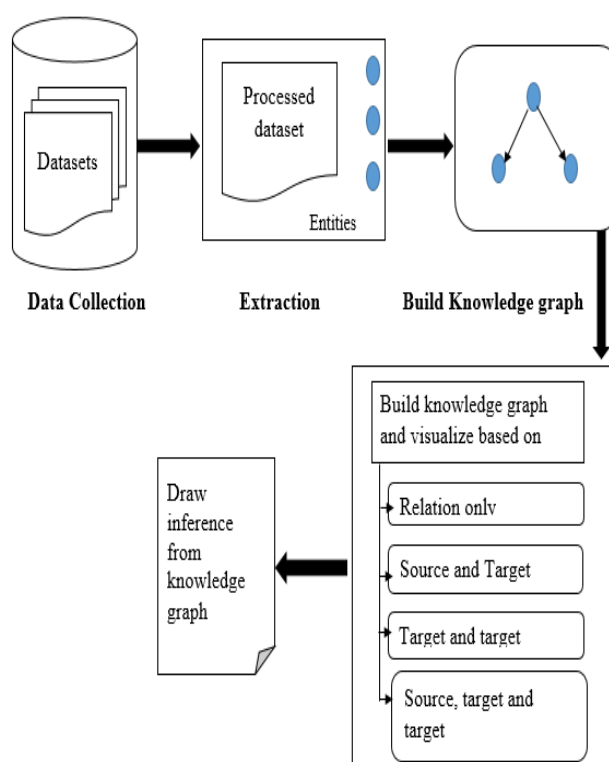 Datasets
Processed
dataset
Entities
Data Collection
Extraction
Build Knowledge graph
Build knowledge graph
and visualize based on
Relation only
Source and Target
Target and target
Source, target and
target
Draw
inference
from
knowledge
graph